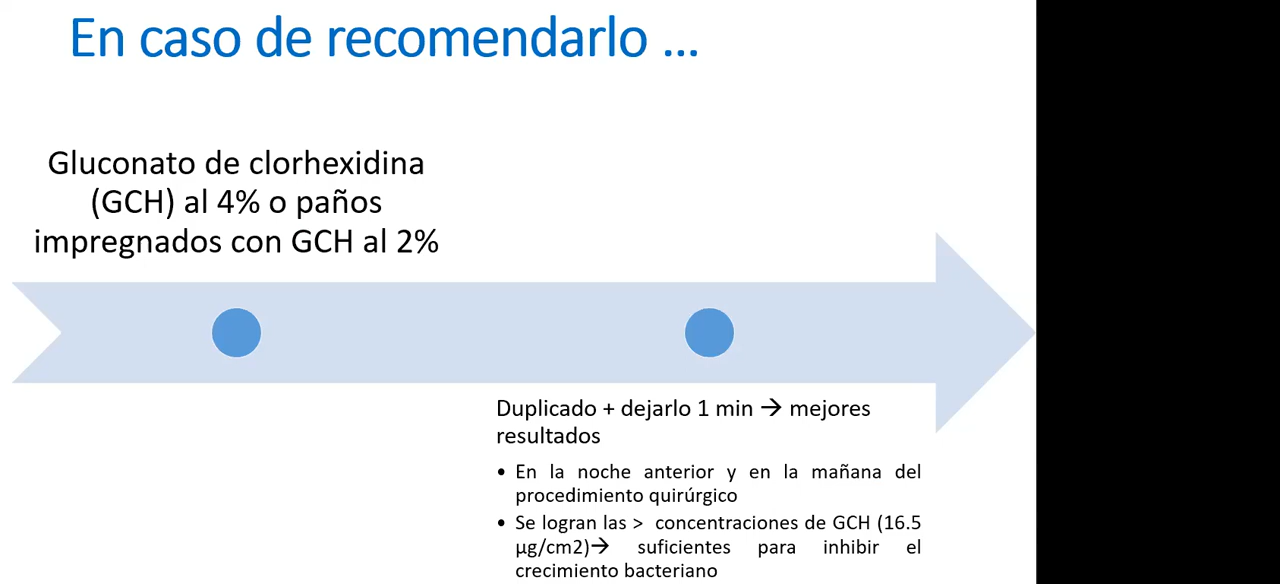 En caso de recomendarlo ...
Gluconato de clorhexidina
(GCH) al 4% o paños
impregnados con GCH al 2%
Duplicado + dejarlo 1 min → mejores
resultados
• En la noche anterior y en la mañana del
procedimiento quirúrgico
• Se logran las > concentraciones de GCH (16.5
µg/cm2)→ suficientes para inhibir el
crecimiento bacteriano